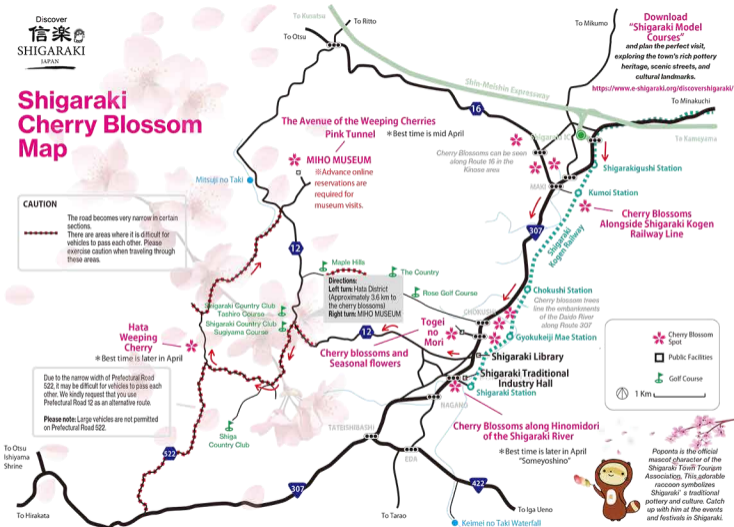 Discover
信楽
SHIGARAKI
JAPAN
Shigaraki
Cherry Blossom
Map
CAUTION
The road becomes very narrow in certain
sections.
There are areas where it is difficult for
vehicles to pass each other. Please
exercise caution when traveling through
these areas.
To Kusatsu
To Ritto
To Otsu
To Mikumo
Download
"Shigaraki Model
Courses"
and plan the perfect visit,
exploring the town's rich pottery
heritage, scenic streets, and
cultural landmarks.
https://www.e-shigaraki.org/discovershigaraki/
To Minakuchi
To Kameyama
Shin-Meishin Expressway
16
Shigaraki IC
The Avenue of the Weeping Cherries
Pink Tunnel
※Best time is mid April
MIHO MUSEUM
※Advance online
reservations are
required for
museum visits.
Mitsuji no Taki
Cherry Blossoms can be seen
along Route 16 in the
Kinose area
MAKI
Shigarakigushi Station
Kumoi Station
Cherry Blossoms
Alongside Shigaraki Kogen
Railway Line
307
Shigaraki
Kogen Railway
12
Maple Hills
The Country
Rose Golf Course
Directions:
Left turn: Hata District
(Approximately 3.6 km to
the cherry blossoms)
Right turn: MIHO MUSEUM
Shigaraki Country Club
Tashiro Course
Shigaraki Country Club
Sugiyama Course
Chokushi Station
CHOKUSHI
Cherry blossom trees
line the embankments
of the Daido River
along Route 307
Gyokukeiji Mae Station
Togei
no
Mori
12
Cherry blossoms and
Seasonal flowers
Hata
Weeping
Cherry
※Best time is later in April
Shigaraki Library
Shigaraki Traditional
Industry Hall
Shigaraki Station
NAGANO
Cherry Blossom
Spot
Public Facilities
Golf Course
1 Km
Due to the narrow width of Prefectural Road
522, it may be difficult for vehicles to pass each
other. We kindly request that you use
Prefectural Road 12 as an alternative route.
Please note: Large vehicles are not permitted
on Prefectural Road 522.
Shiga
Country Club
Cherry Blossoms along Hinomidori
of the Shigaraki River
※Best time is later in April
"Someyoshino"
TATEISHIBASHI
EDA
522
307
422
To Otsu
Ishiyama
Shrine
To Hirakata
To Tarao
To Iga Ueno
Keimei no Taki Waterfall
Poponta is the official
mascot character of the
Shigaraki Town Tourism
Association. This adorable
raccoon symbolizes
Shigaraki' s traditional
pottery and culture. Catch
up with him at the events
and festivals in Shigaraki.